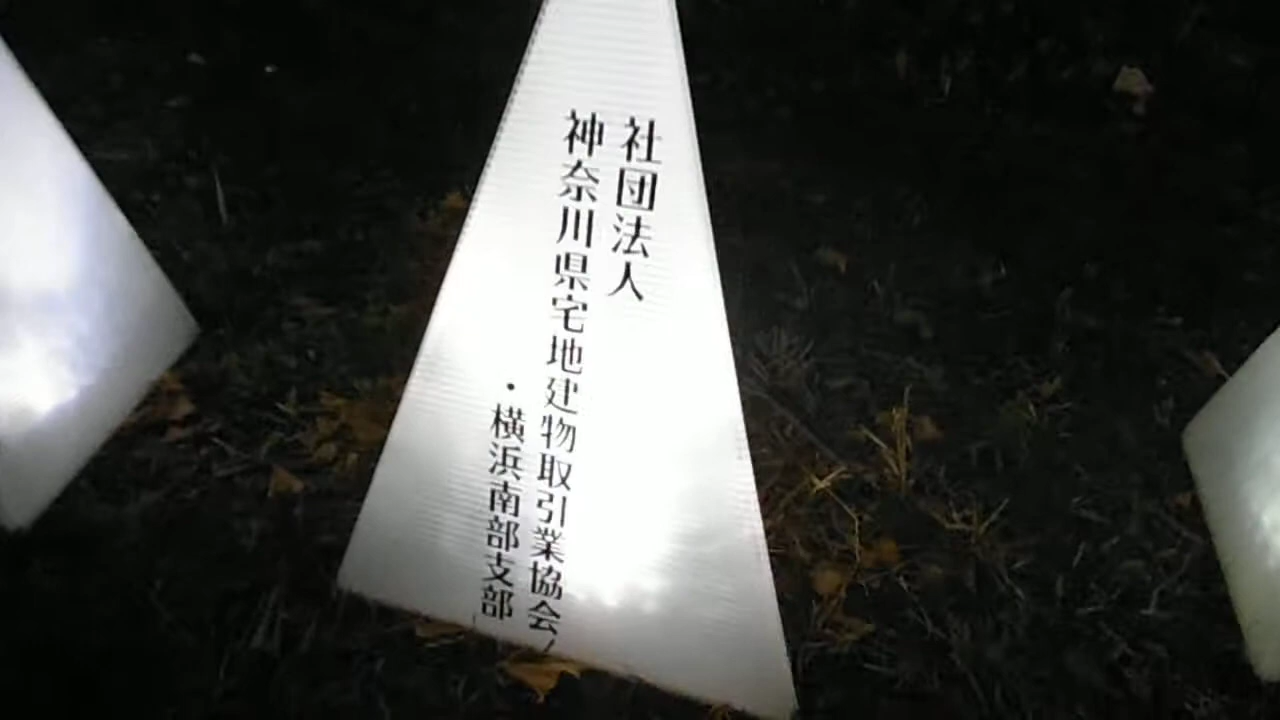 社団法人
神奈川県宅地建物取引業協会
・横浜南部支部